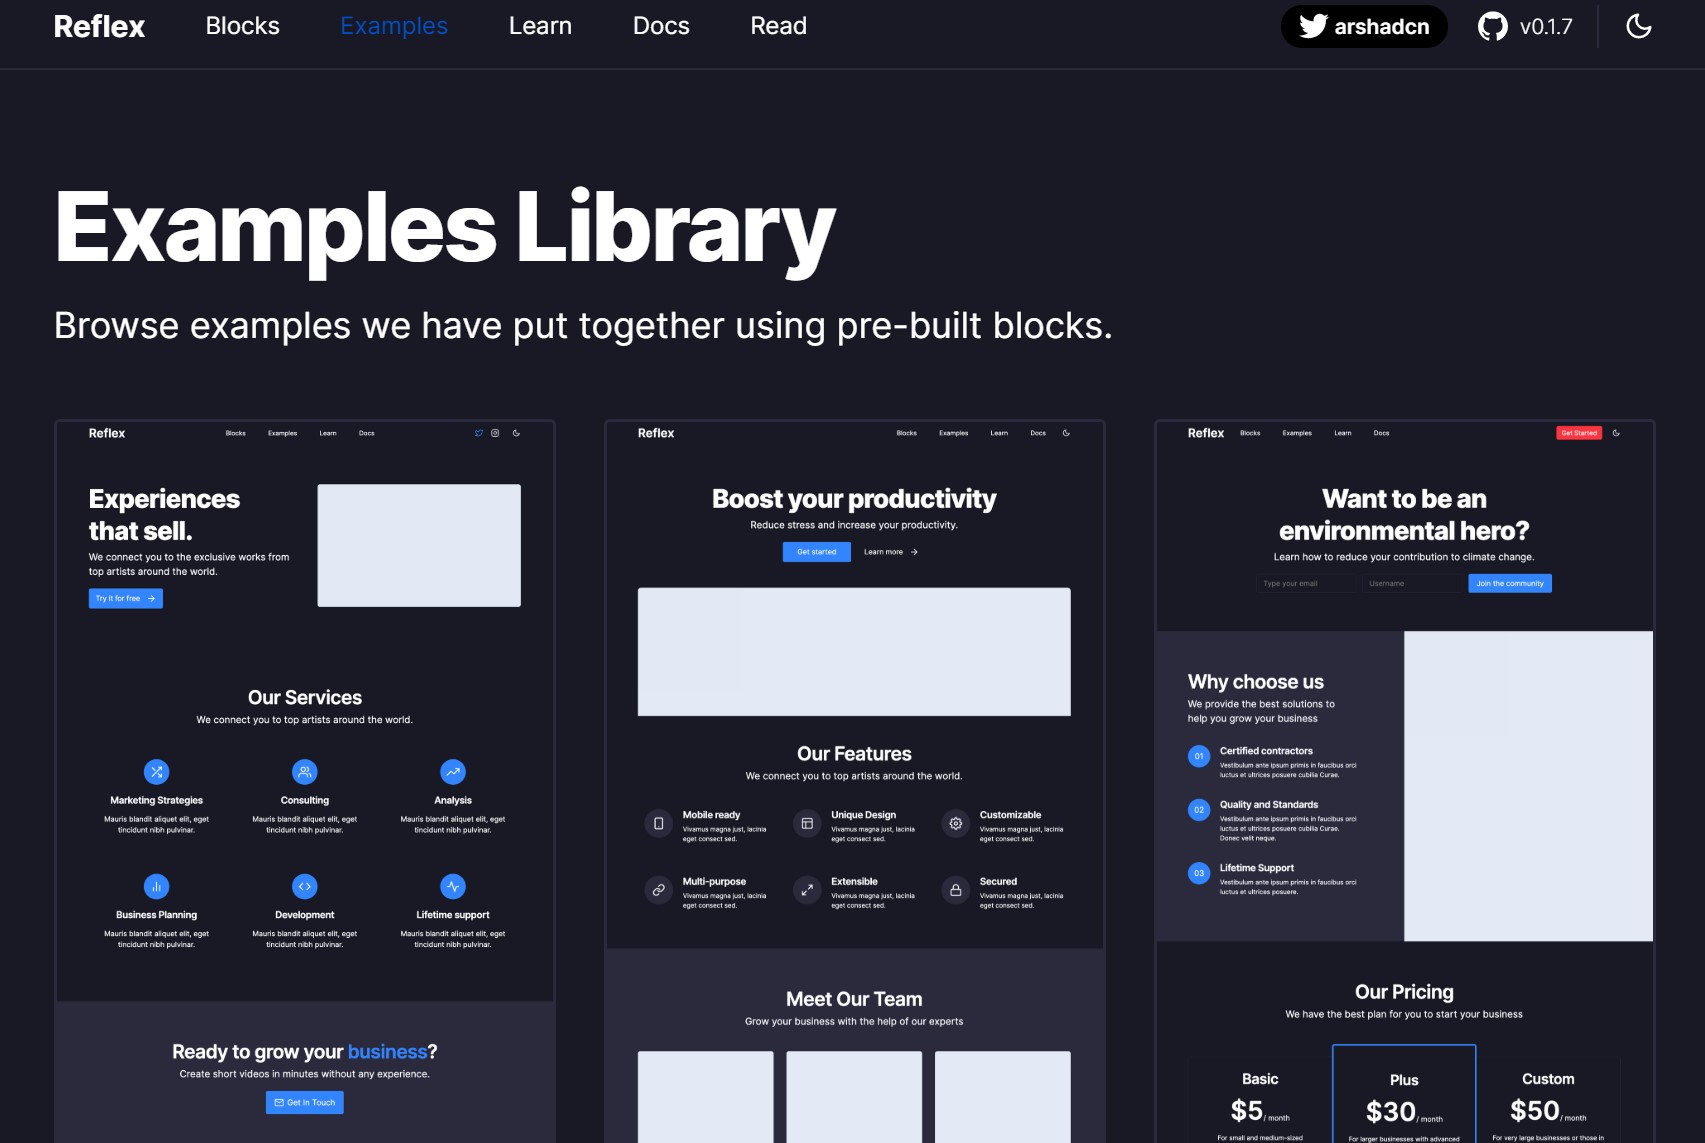 Reflex Blocks Examples Learn Docs Read arshadcn v0.1.7
Examples Library
Browse examples we have put together using pre-built blocks.
Reflex Blocks Examples Learn Docs
Experiences
that sell.
We connect you to the exclusive works from
top artists around the world.
Try it for free
Our Services
We connect you to top artists around the world.
Marketing Strategies
Mauris blandit aliquet elit, eget
tincidunt nibh pulvinar.
Consulting
Mauris blandit aliquet elit, eget
tincidunt nibh pulvinar.
Analysis
Mauris blandit aliquet elit, eget
tincidunt nibh pulvinar.
Business Planning
Mauris blandit aliquet elit, eget
tincidunt nibh pulvinar.
Development
Mauris blandit aliquet elit, eget
tincidunt nibh pulvinar.
Lifetime support
Mauris blandit aliquet elit, eget
tincidunt nibh pulvinar.
Ready to grow your business?
Create short videos in minutes without any experience.
Get In Touch
Reflex Blocks Examples Learn Docs
Boost your productivity
Reduce stress and increase your productivity.
Get started Learn more
Our Features
We connect you to top artists around the world.
Mobile ready
Vivamus magna just, lacinia
eget consect sed.
Unique Design
Vivamus magna just, lacinia
eget consect sed.
Customizable
Vivamus magna just, lacinia
eget consect sed.
Multi-purpose
Vivamus magna just, lacinia
eget consect sed.
Extensible
Vivamus magna just, lacinia
eget consect sed.
Secured
Vivamus magna just, lacinia
eget consect sed.
Meet Our Team
Grow your business with the help of our experts
Reflex Blocks Examples Learn Docs Get Started
Want to be an
environmental hero?
Learn how to reduce your contribution to climate change.
Type your email Username Join the community
Why choose us
We provide the best solutions to
help you grow your business
01 Certified contractors
Vestibulum ante ipsum primis in faucibus orci
luctus et ultrices posuere cubilia Curae.
02 Quality and Standards
Vestibulum ante ipsum primis in faucibus orci
luctus et ultrices posuere cubilia Curae.
Donec velit neque.
03 Lifetime Support
Vestibulum ante ipsum primis in faucibus orci
luctus et ultrices posuere.
Our Pricing
We have the best plan for you to start your business
Basic
$5 / month
For small and medium-sized
Plus
$30 / month
For larger businesses with advanced
Custom
$50 / month
For very large businesses or those in